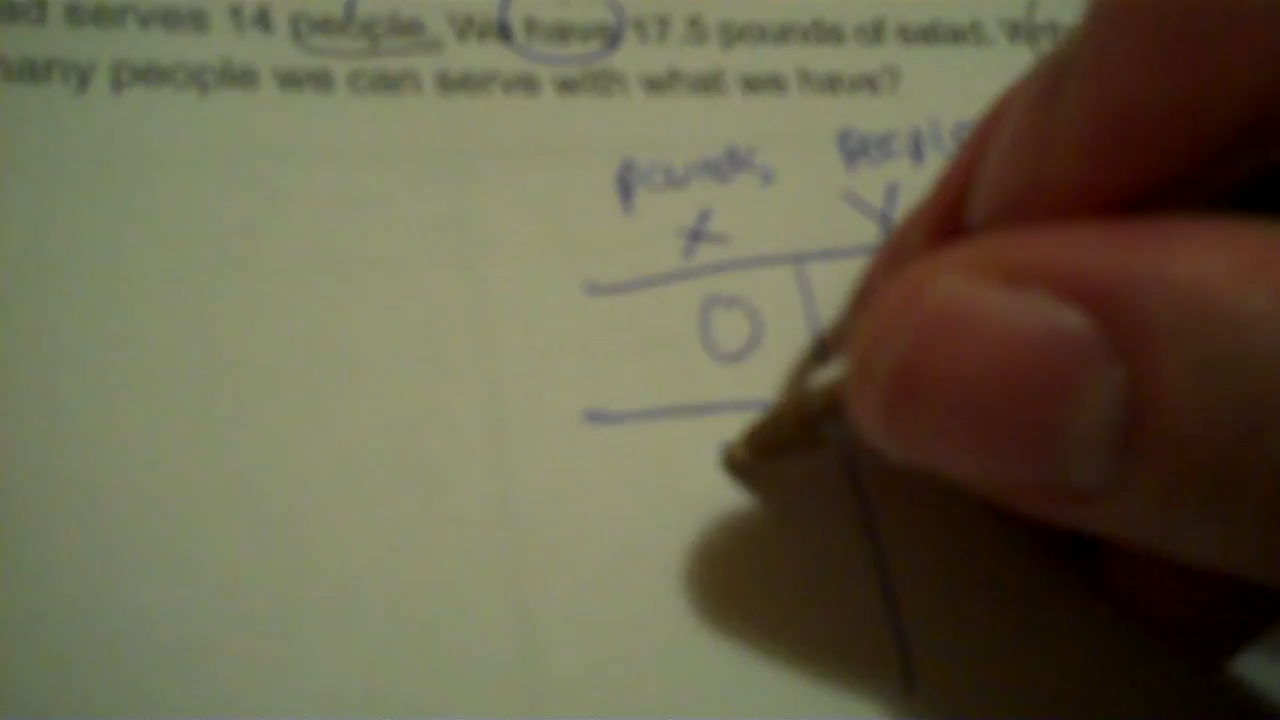 ad serves 14 people. We have 17.5 pounds of salad.
many people we can serve with what we have?
pounds people
x y
0